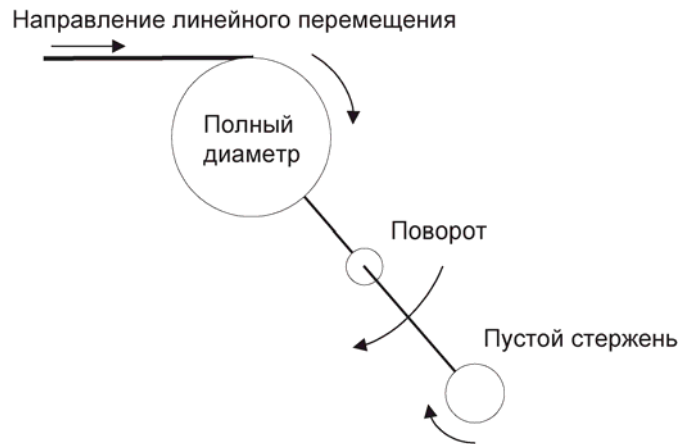 Направление линейного перемещения
Полный
диаметр
Поворот
Пустой стержень